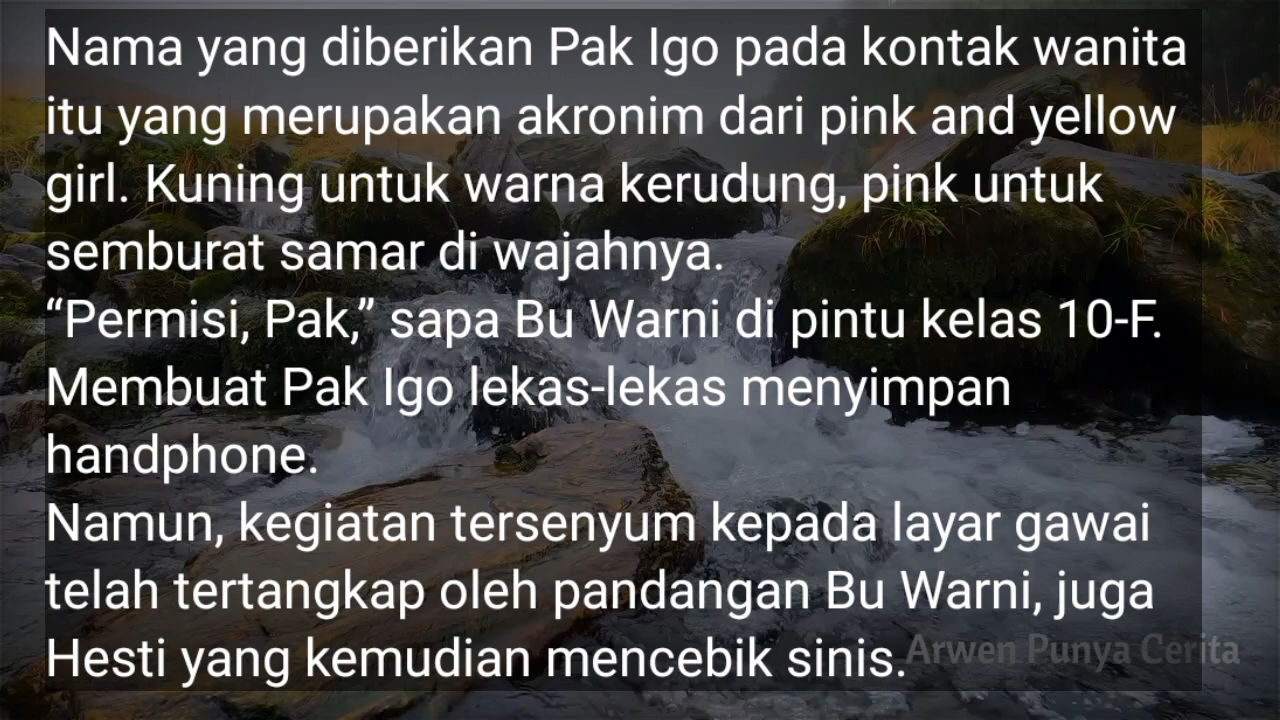 Nama yang diberikan Pak Igo pada kontak wanita
itu yang merupakan akronim dari pink and yellow
girl. Kuning untuk warna kerudung, pink untuk
semburat samar di wajahnya.
“Permisi, Pak,” sapa Bu Warni di pintu kelas 10-F.
Membuat Pak Igo lekas-lekas menyimpan
handphone.
Namun, kegiatan tersenyum kepada layar gawai
telah tertangkap oleh pandangan Bu Warni, juga
Hesti yang kemudian mencebik sinis.
Arwen Punya Cerita